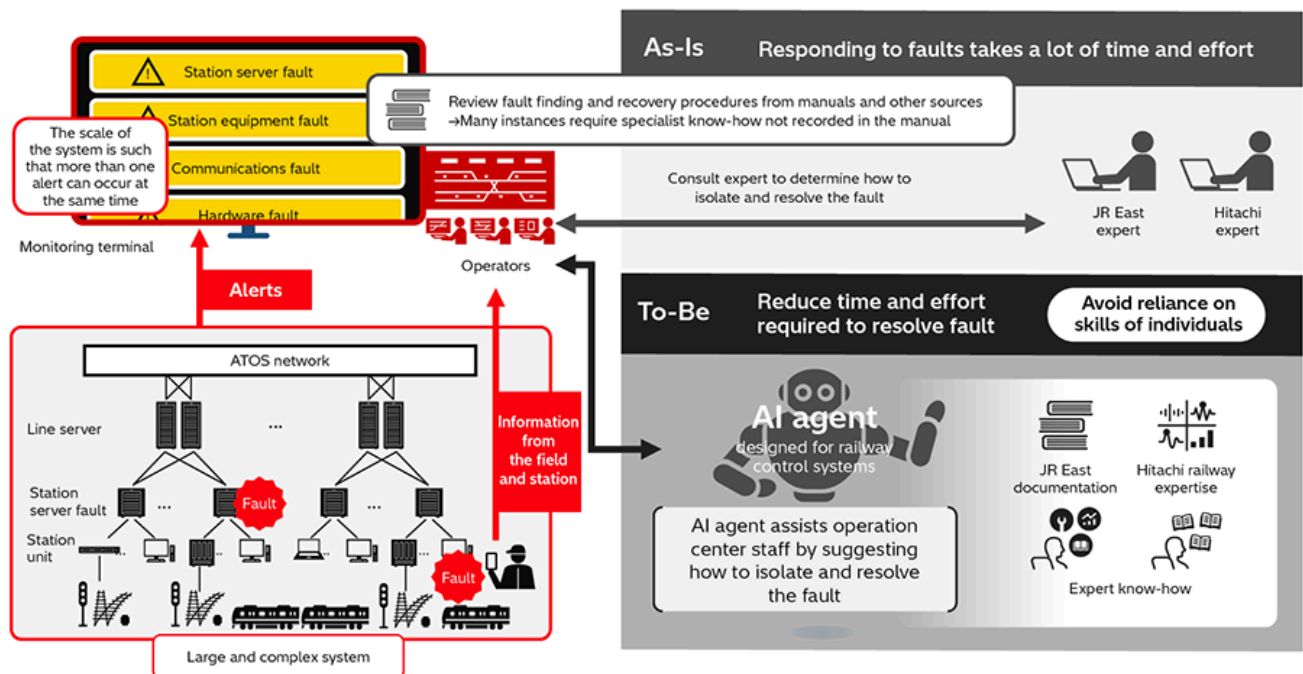 As-Is
Responding to faults takes a lot of time and effort
Station server fault
Station equipment fault
Communications fault
Hardware fault
Review fault finding and recovery procedures from manuals and other sources
→Many instances require specialist know-how not recorded in the manual
The scale of
the system is such
that more than one
alert can occur at
the same time
Monitoring terminal
Operators
Consult expert to determine how to
isolate and resolve the fault
JR East
expert
Hitachi
expert
Alerts
To-Be
Reduce time and effort
required to resolve fault
Avoid reliance on
skills of individuals
ATOS network
Line server
...
Station
server fault
...
Fault
...
Station
unit
...
...
...
...
Fault
Information
from
the field
and station
Large and complex system
AI agent
designed for railway
control systems
AI agent assists operation
center staff by suggesting
how to isolate and resolve
the fault
JR East
documentation
Hitachi railway
expertise
Expert know-how